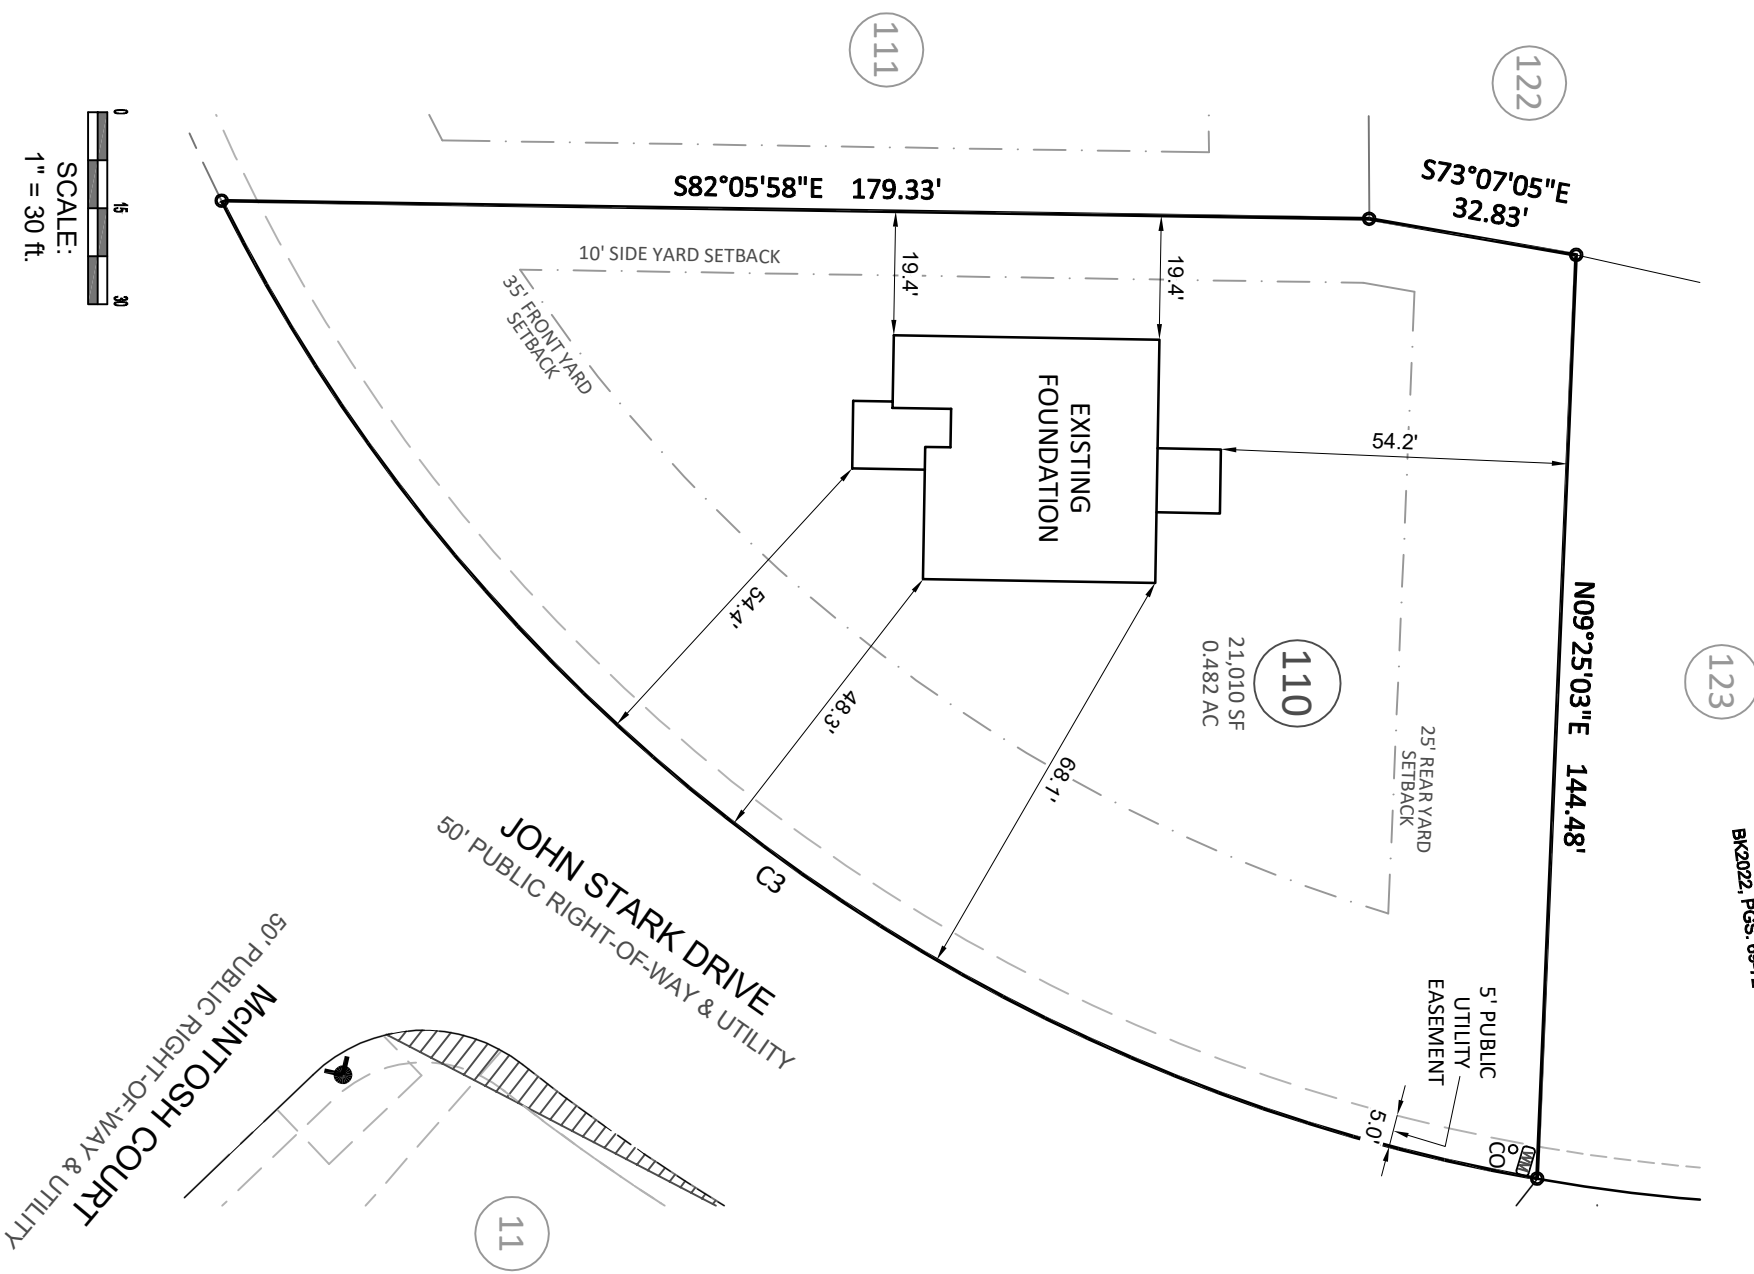 111
122
S73°07'05"E
32.83'
S82°05'58"E 179.33'
0
15
30
SCALE:
1" = 30 ft.
10' SIDE YARD SETBACK
19.4'
19.4'
35' FRONT YARD
SETBACK
EXISTING
FOUNDATION
54.2'
N09°25'03"E 144.48'
123
110
21,010 SF
0.482 AC
25' REAR YARD
SETBACK
54.4'
48.3'
68.1'
C3
JOHN STARK DRIVE
50' PUBLIC RIGHT-OF-WAY & UTILITY
BK2022, PGS.
5' PUBLIC
UTILITY
EASEMENT
5.0'
CO
WM
McINTOSH COURT
50' PUBLIC RIGHT-OF-WAY & UTILITY
11